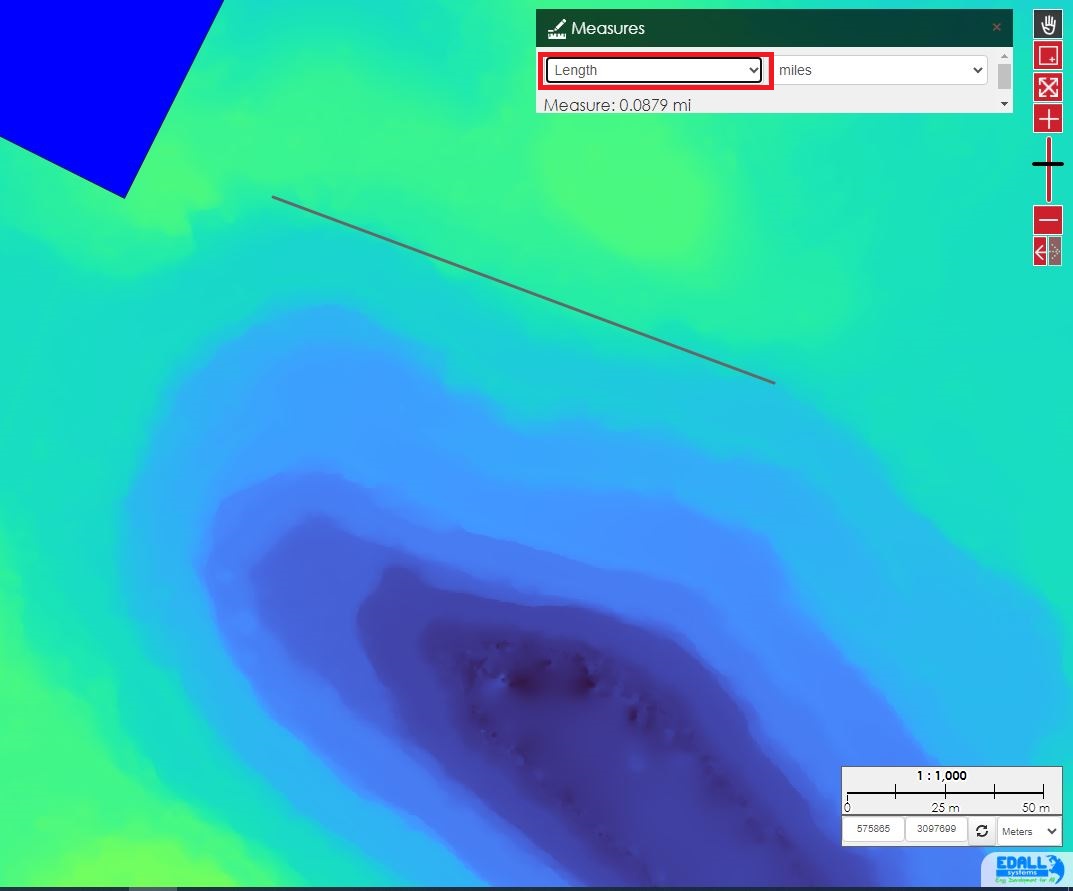 Measures
Length
miles
Measure: 0.0879 mi
1 : 1,000
0 25 m 50 m
575865 3097699 Meters
EDALL
systems